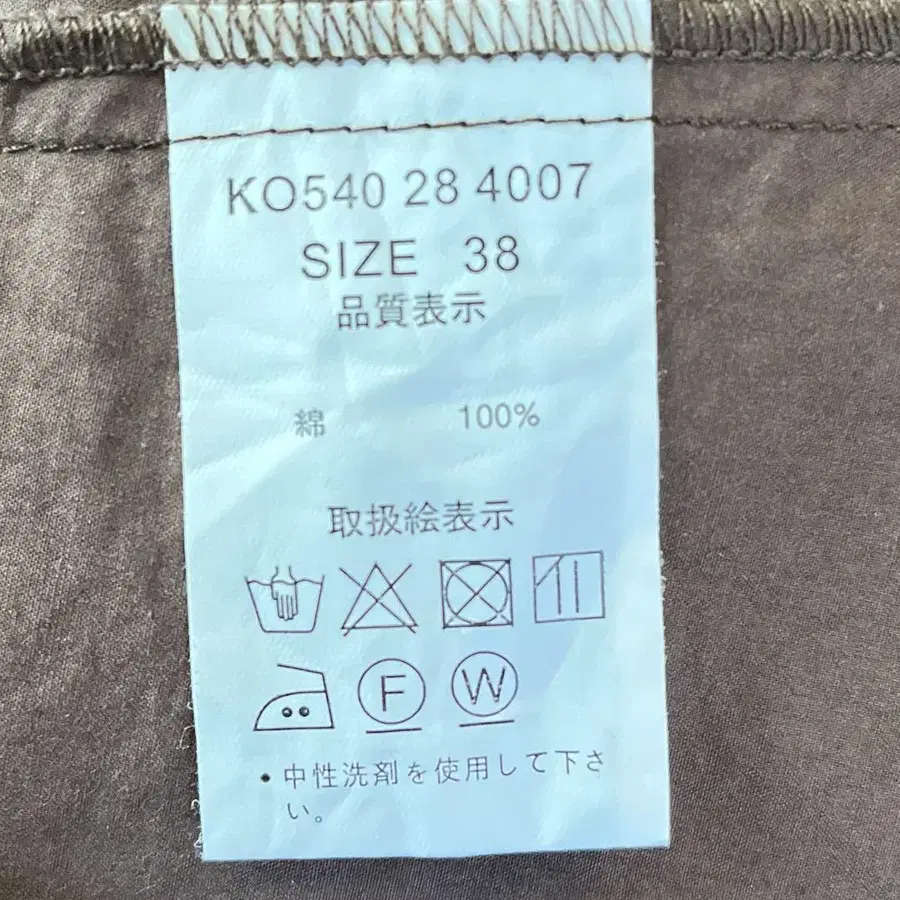 KO540 28 4007
SIZE 38
品質表示
綿 100%
取扱絵表示
F W
・中性洗剤を使用して下さ
い。